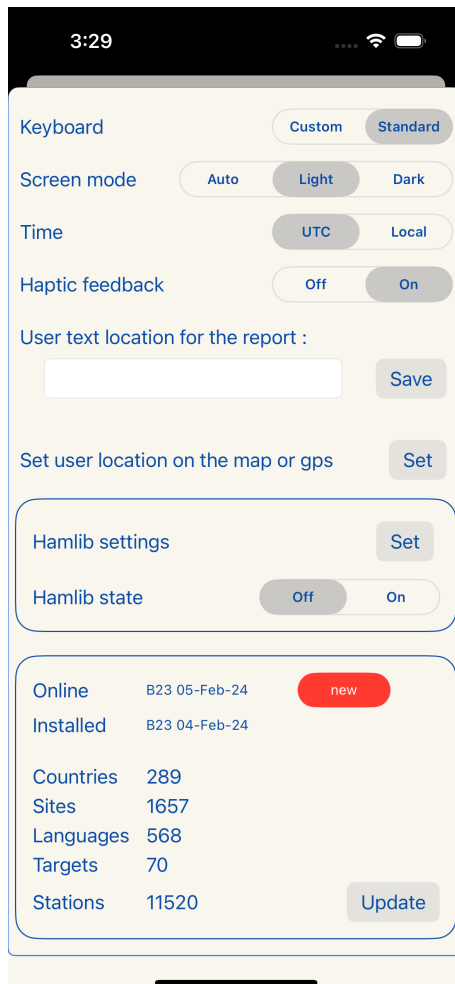 3:29
Keyboard Custom Standard
Screen mode Auto Light Dark
Time UTC Local
Haptic feedback Off On
User text location for the report :
Save
Set user location on the map or gps Set
Hamlib settings Set
Hamlib state Off On
Online B23 05-Feb-24 new
Installed B23 04-Feb-24
Countries 289
Sites 1657
Languages 568
Targets 70
Stations 11520 Update